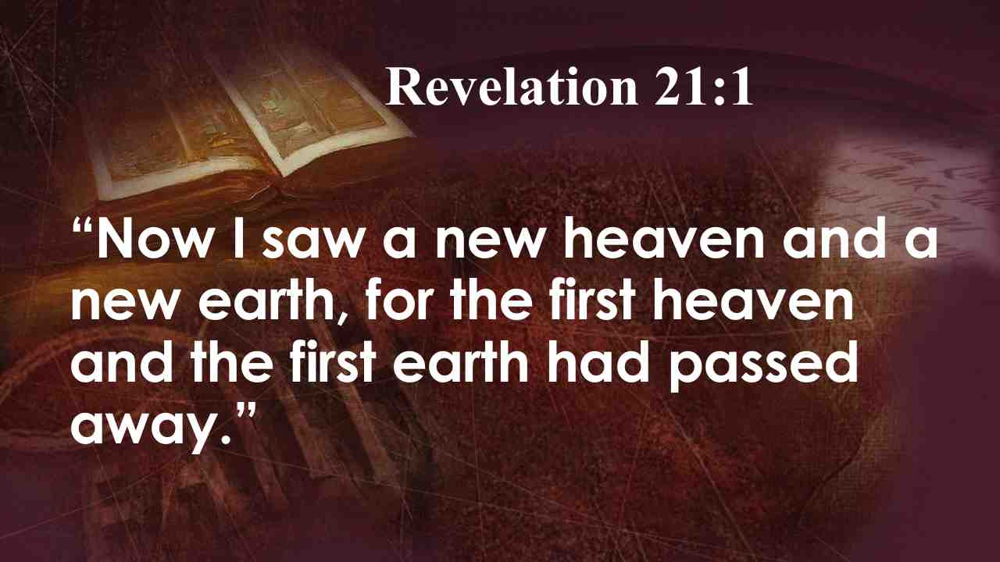 Revelation 21:1
“Now I saw a new heaven and a
new earth, for the first heaven
and the first earth had passed
away.”